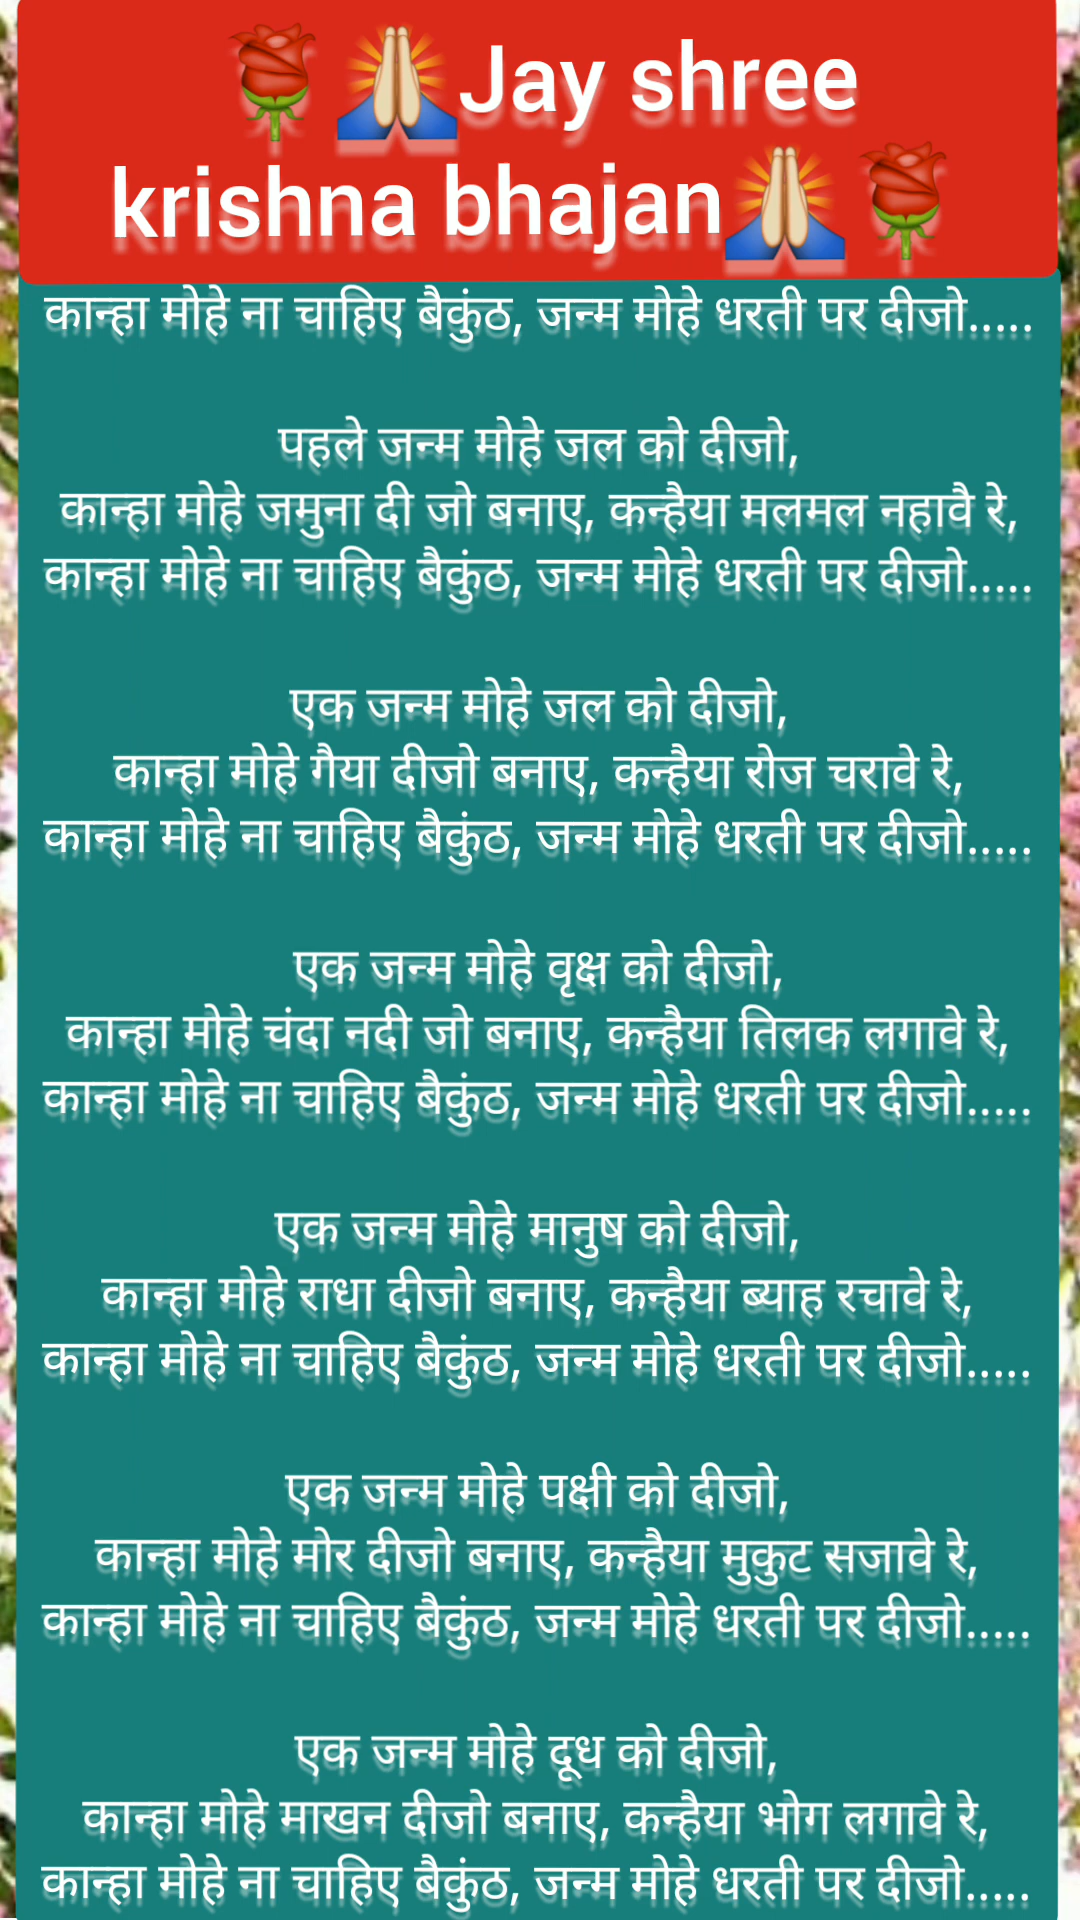 🌹🙏Jay shree
krishna bhajan🙏🌹
कान्हा मोहे ना चाहिए बैकुंठ, जन्म मोहे धरती पर दीजो.....
पहले जन्म मोहे जल को दीजो,
कान्हा मोहे जमुना दी जो बनाए, कन्हैया मलमल नहावै रे,
कान्हा मोहे ना चाहिए बैकुंठ, जन्म मोहे धरती पर दीजो.....
एक जन्म मोहे जल को दीजो,
कान्हा मोहे गैया दीजो बनाए, कन्हैया रोज चरावे रे,
कान्हा मोहे ना चाहिए बैकुंठ, जन्म मोहे धरती पर दीजो.....
एक जन्म मोहे वृक्ष को दीजो,
कान्हा मोहे चंदा नदी जो बनाए, कन्हैया तिलक लगावे रे,
कान्हा मोहे ना चाहिए बैकुंठ, जन्म मोहे धरती पर दीजो.....
एक जन्म मोहे मानुष को दीजो,
कान्हा मोहे राधा दीजो बनाए, कन्हैया ब्याह रचावे रे,
कान्हा मोहे ना चाहिए बैकुंठ, जन्म मोहे धरती पर दीजो.....
एक जन्म मोहे पक्षी को दीजो,
कान्हा मोहे मोर दीजो बनाए, कन्हैया मुकुट सजावे रे,
कान्हा मोहे ना चाहिए बैकुंठ, जन्म मोहे धरती पर दीजो.....
एक जन्म मोहे दूध को दीजो,
कान्हा मोहे माखन दीजो बनाए, कन्हैया भोग लगावे रे,
कान्हा मोहे ना चाहिए बैकुंठ, जन्म मोहे धरती पर दीजो.....